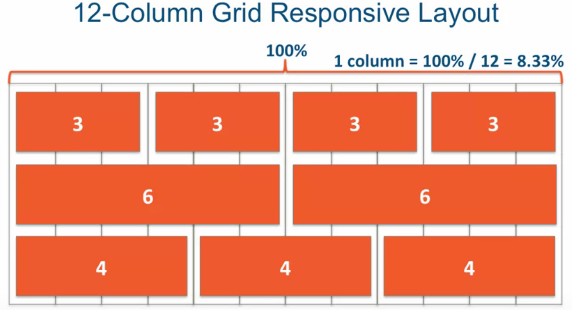 12-Column Grid Responsive Layout
100%
1 column = 100% / 12 = 8.33%
3 3 3 3
6 6
4 4 4